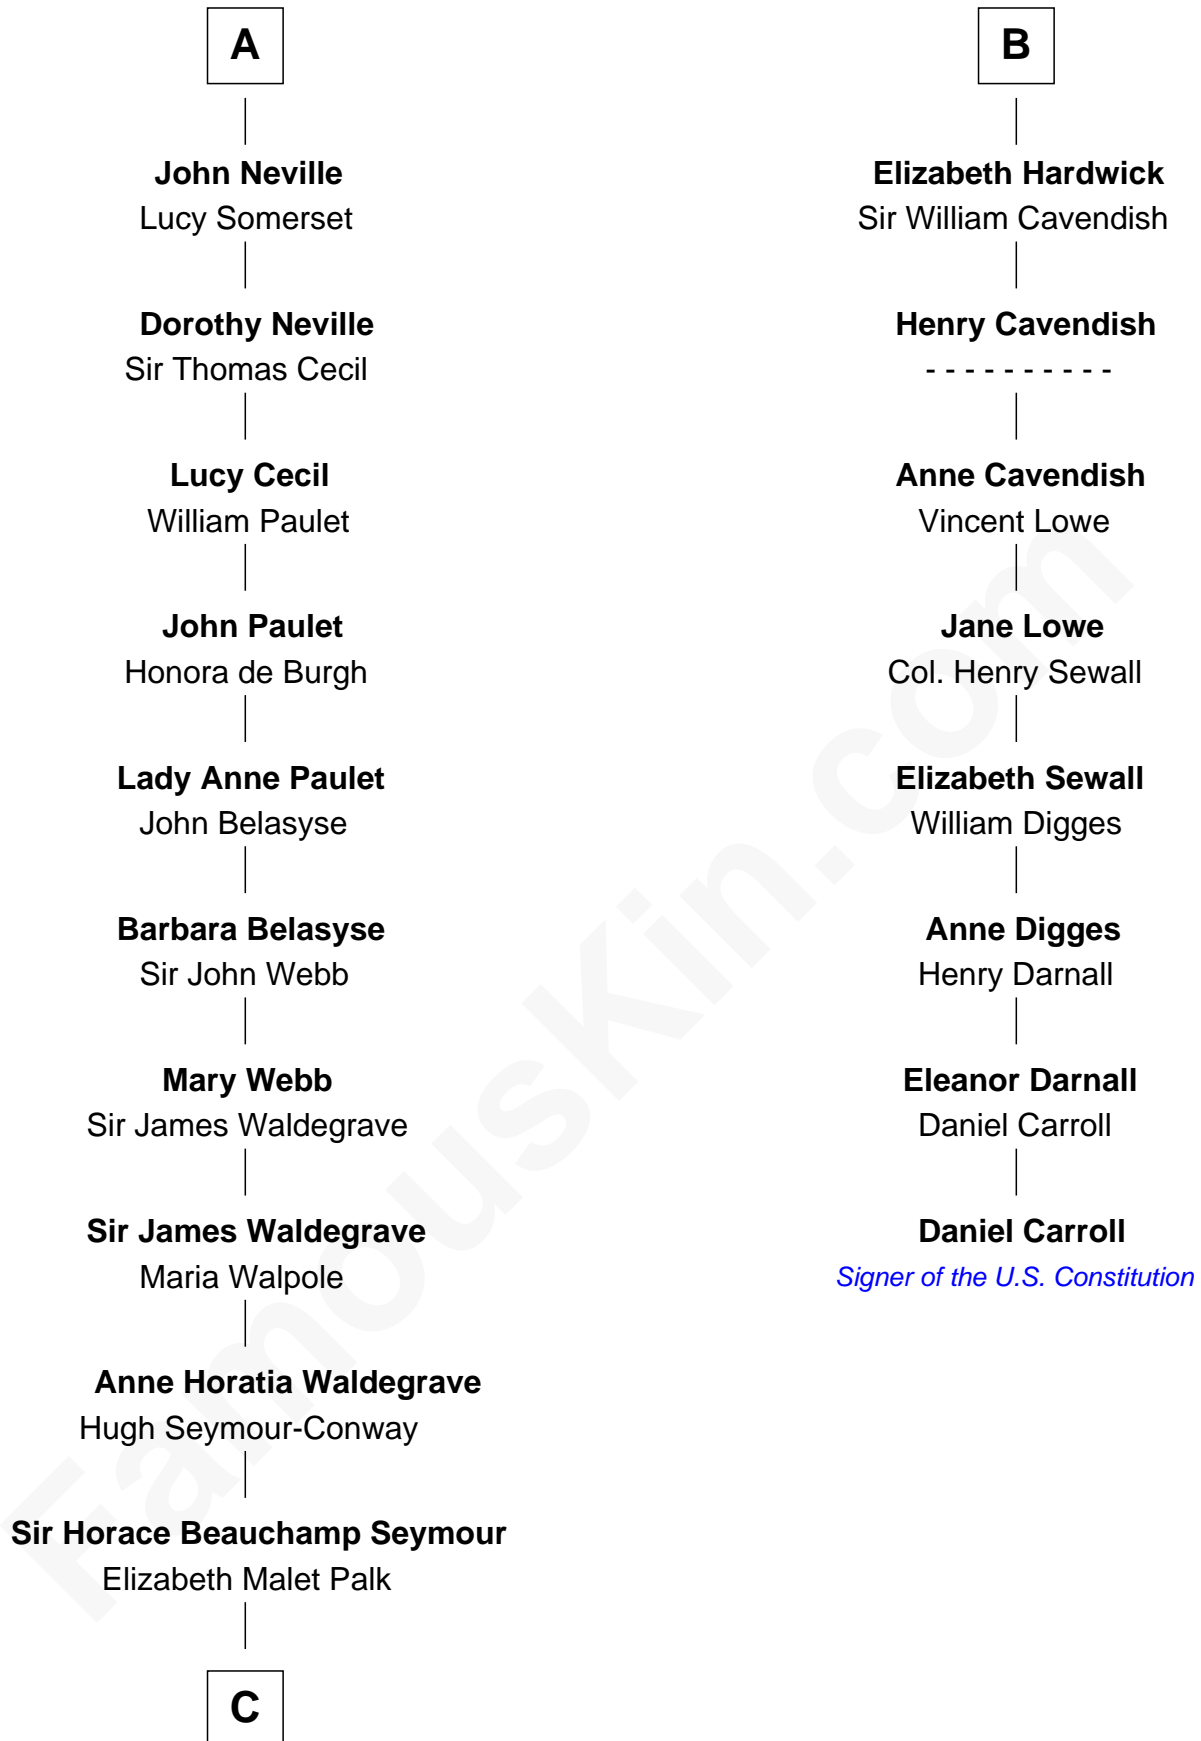 A
John Neville
Lucy Somerset
Dorothy Neville
Sir Thomas Cecil
Lucy Cecil
William Paulet
John Paulet
Honora de Burgh
Lady Anne Paulet
John Belasyse
Barbara Belasyse
Sir John Webb
Mary Webb
Sir James Waldegrave
Sir James Waldegrave
Maria Walpole
Anne Horatia Waldegrave
Hugh Seymour-Conway
Sir Horace Beauchamp Seymour
Elizabeth Malet Palk
C
B
Elizabeth Hardwick
Sir William Cavendish
Henry Cavendish
- - - - - - - - - -
Anne Cavendish
Vincent Lowe
Jane Lowe
Col. Henry Sewall
Elizabeth Sewall
William Digges
Anne Digges
Henry Darnall
Eleanor Darnall
Daniel Carroll
Daniel Carroll
Signer of the U.S. Constitution
FamousKin.com